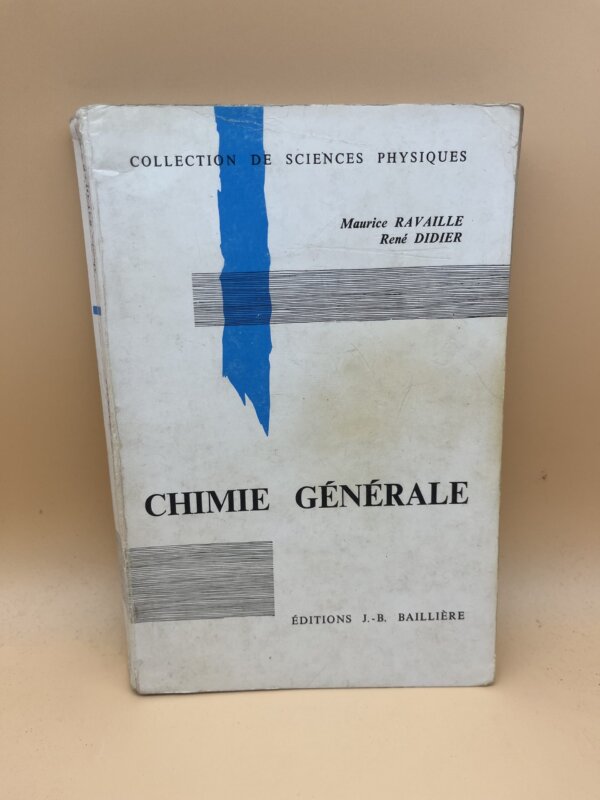 COLLECTION DE SCIENCES PHYSIQUES
Maurice RAVAILLE
René DIDIER
CHIMIE GÉNÉRALE
ÉDITIONS J.-B. BAILLIÈRE